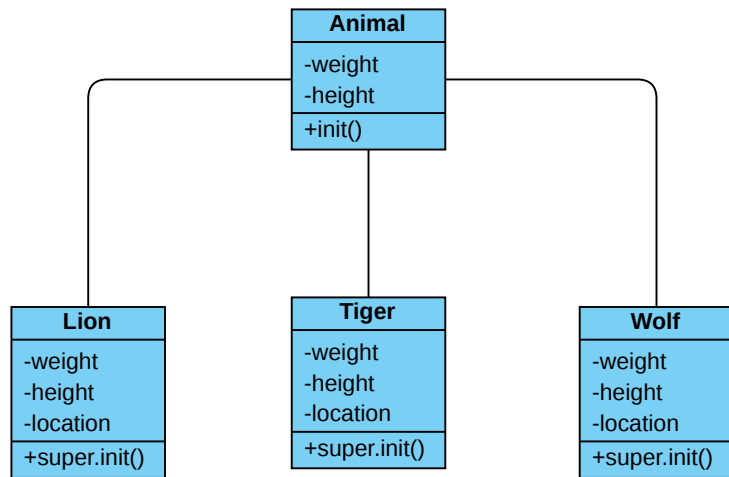 Animal
-weight
-height
+init()
Lion
-weight
-height
-location
+super.init()
Tiger
-weight
-height
-location
+super.init()
Wolf
-weight
-height
-location
+super.init()